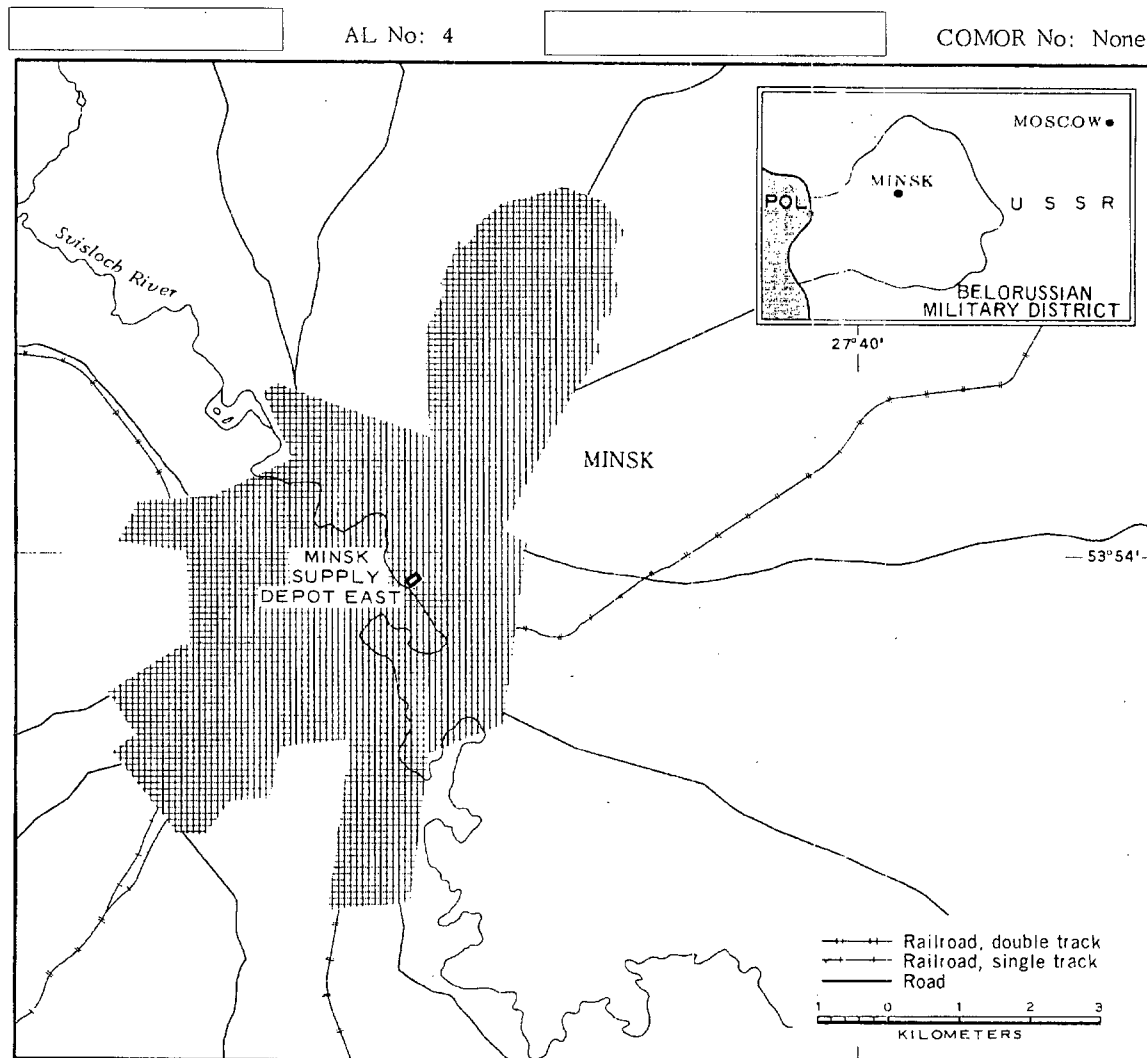 AL No: 4
COMOR No: None
MOSCOW
MINSK
POL
U S S R
BELORUSSIAN
MILITARY DISTRICT
Svisloch River
27°40'
MINSK
53°54'
MINSK
SUPPLY
DEPOT EAST
Railroad, double track
Railroad, single track
Road
1 0 1 2 3
KILOMETERS